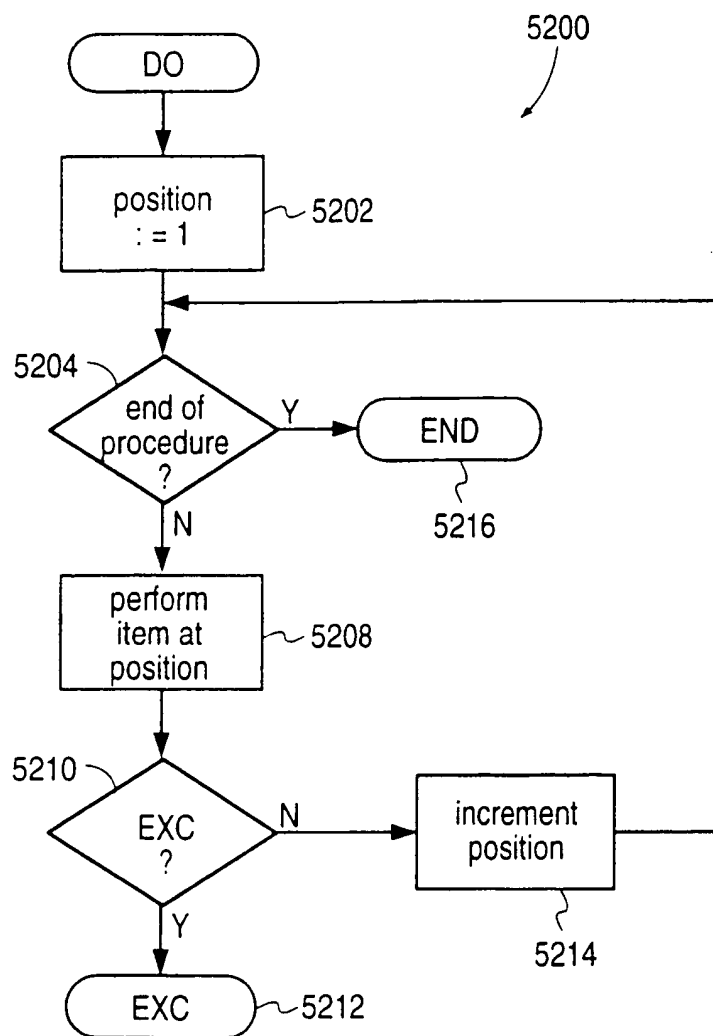 5200
DO
position
: = 1
5202
5204
end of
procedure
?
Y
END
5216
N
perform
item at
position
5208
5210
EXC
?
N
increment
position
5214
Y
EXC
5212